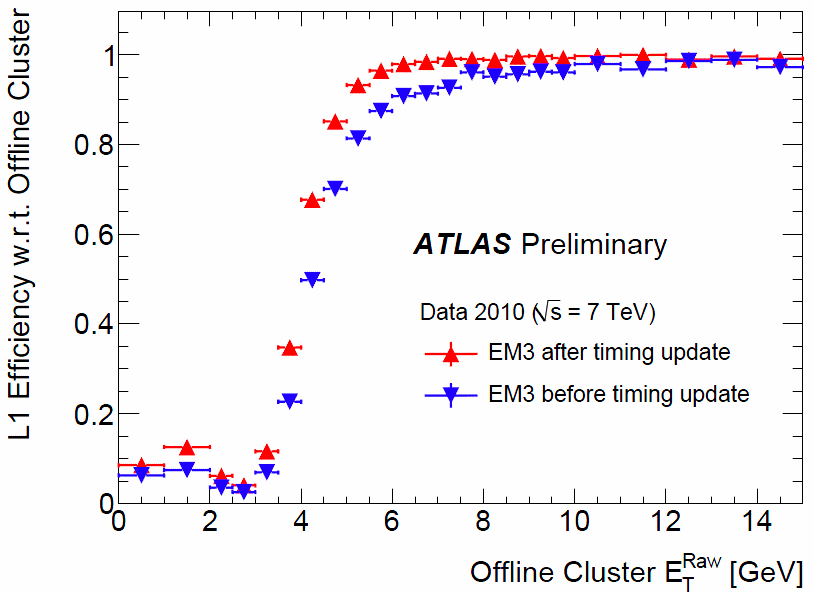 L1 Efficiency w.r.t. Offline Cluster
1
0.8
0.6
0.4
0.2
0
ATLAS Preliminary
Data 2010 (√s = 7 TeV)
EM3 after timing update
EM3 before timing update
0 2 4 6 8 10 12 14
Offline Cluster E_T^Raw [GeV]